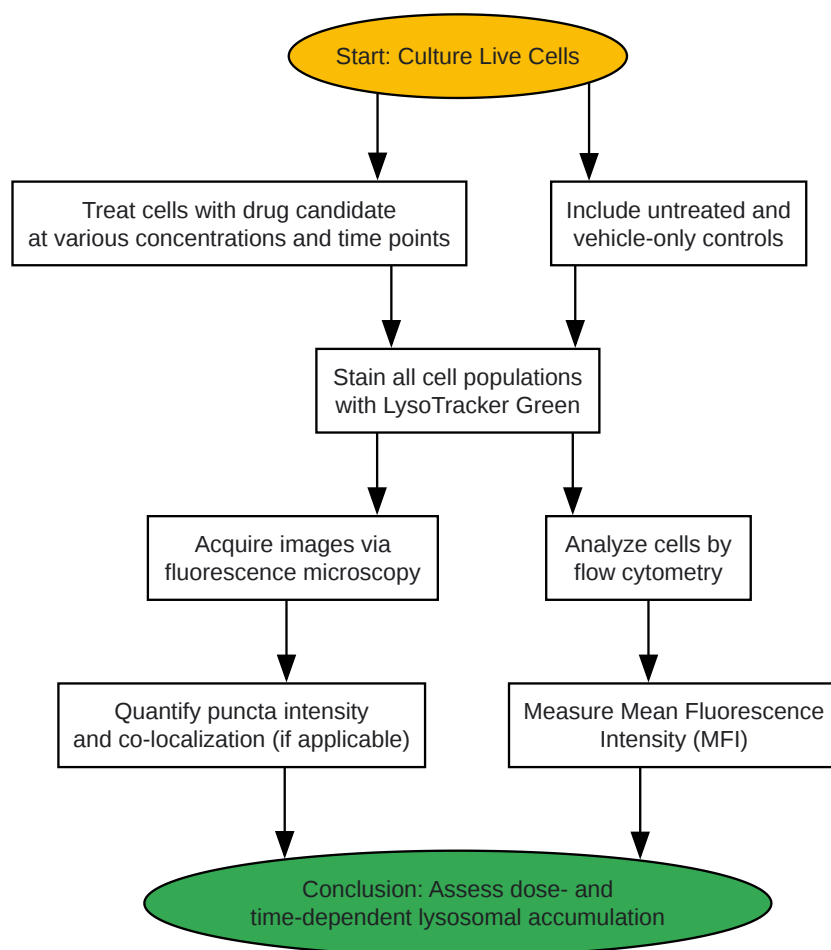 Start: Culture Live Cells
Treat cells with drug candidate
at various concentrations and time points
Include untreated and
vehicle-only controls
Stain all cell populations
with LysoTracker Green
Acquire images via
fluorescence microscopy
Analyze cells by
flow cytometry
Quantify puncta intensity
and co-localization (if applicable)
Measure Mean Fluorescence
Intensity (MFI)
Conclusion: Assess dose- and
time-dependent lysosomal accumulation